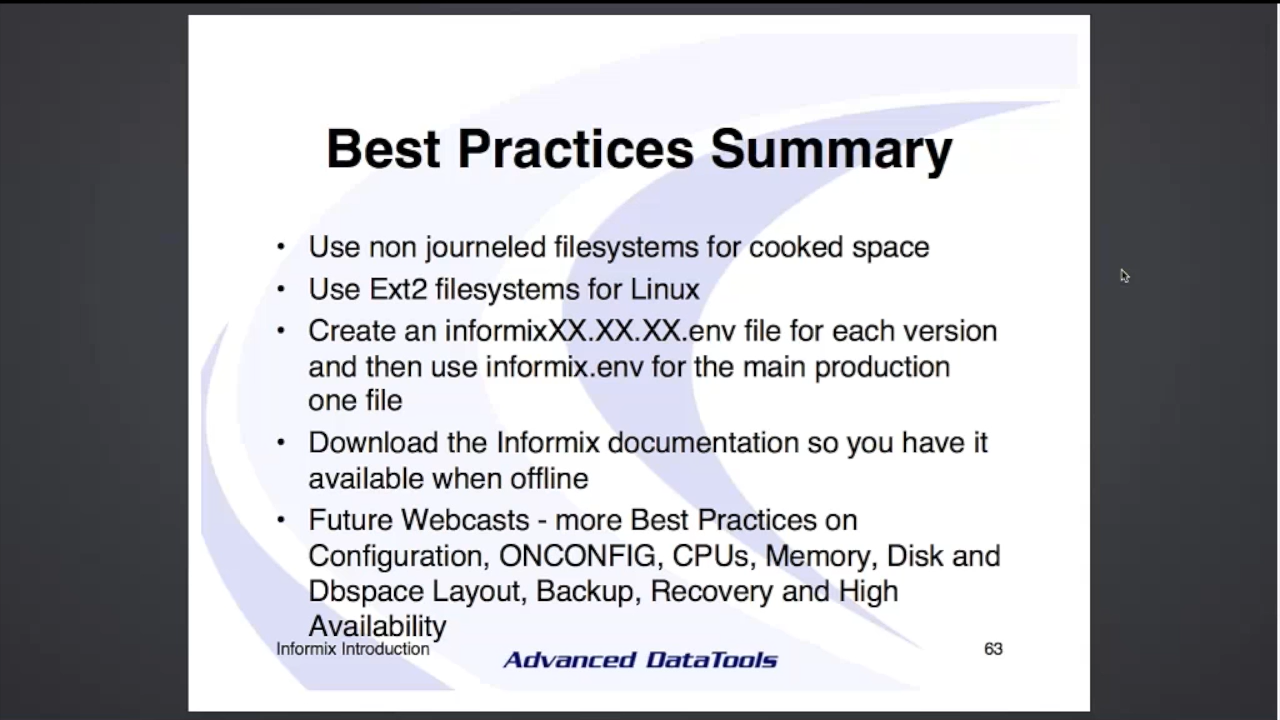 Best Practices Summary
• Use non journeled filesystems for cooked space
• Use Ext2 filesystems for Linux
• Create an informixXX.XX.XX.env file for each version
and then use informix.env for the main production
one file
• Download the Informix documentation so you have it
available when offline
• Future Webcasts - more Best Practices on
Configuration, ONCONFIG, CPUs, Memory, Disk and
Dbspace Layout, Backup, Recovery and High
Availability
Informix Introduction
Advanced DataTools
63